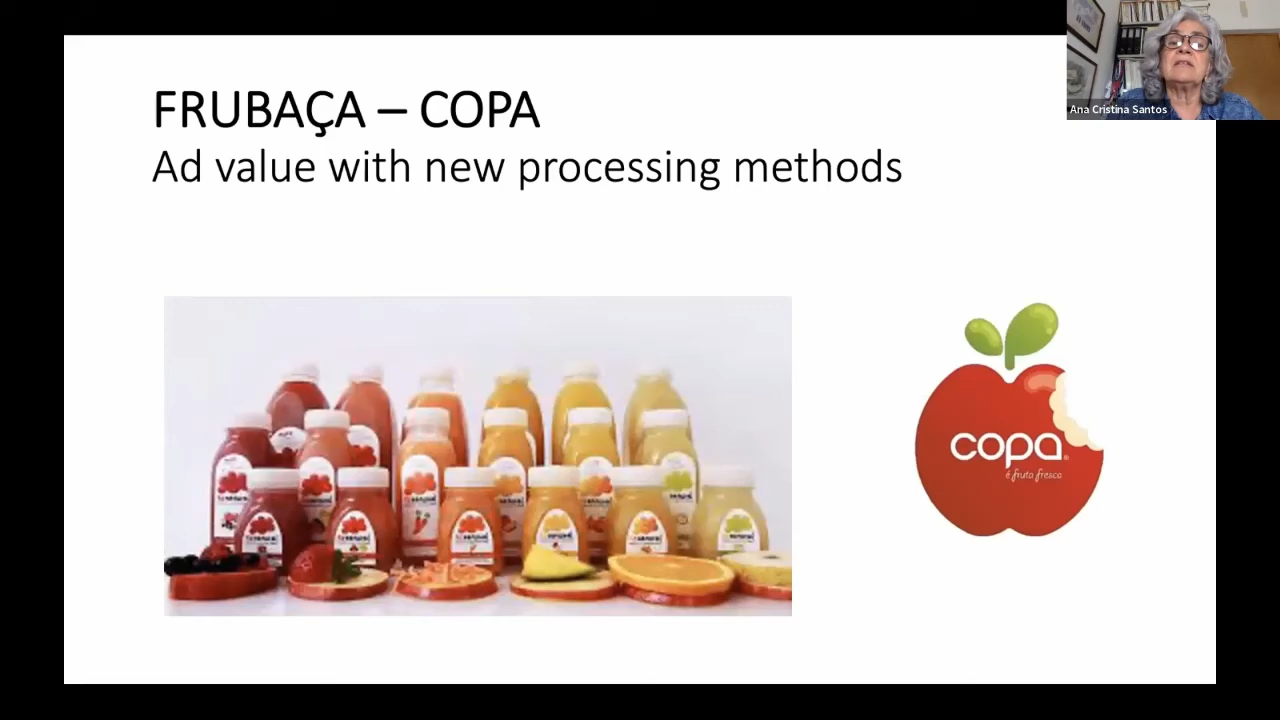 FRUBAÇA – COPA
Ad value with new processing methods
Ana Cristina Santos
copa
é fruta fresca